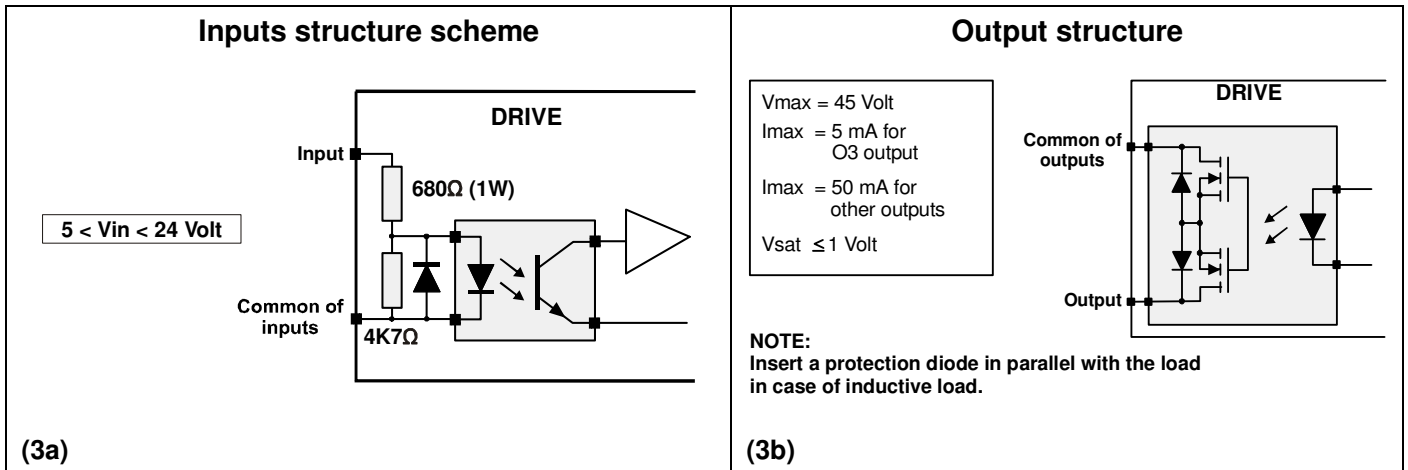 Inputs structure scheme
DRIVE
Input
680Ω (1W)
5 < Vin < 24 Volt
Common of
inputs
4K7Ω
(3a)
Output structure
Vmax = 45 Volt
Imax = 5 mA for
O3 output
Imax = 50 mA for
other outputs
Vsat ≤ 1 Volt
DRIVE
Common of
outputs
Output
NOTE:
Insert a protection diode in parallel with the load
in case of inductive load.
(3b)